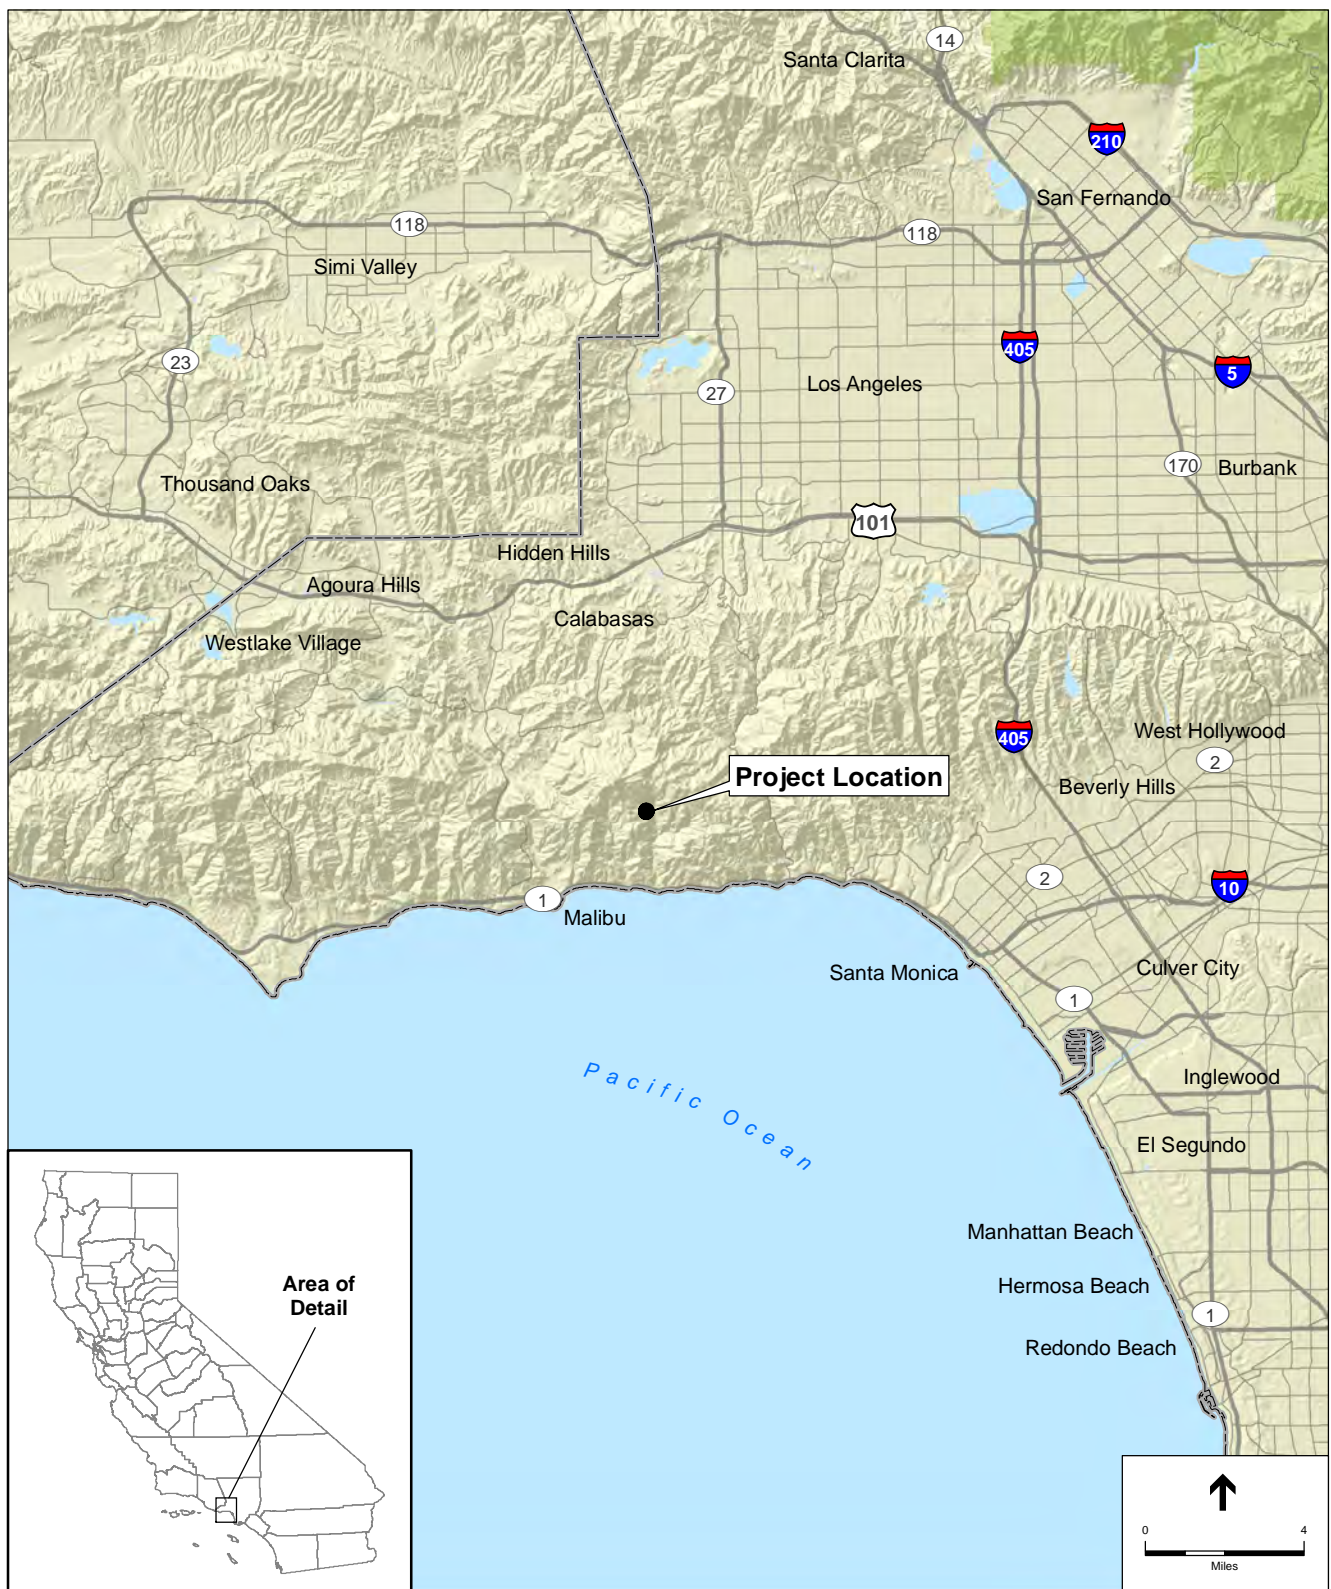 14
Santa Clarita
210
San Fernando
118
118
Simi Valley
405
23
5
27
Los Angeles
170
Burbank
Thousand Oaks
101
Hidden Hills
Agoura Hills
Calabasas
Westlake Village
405
West Hollywood
2
Project Location
Beverly Hills
2
10
1
Malibu
Culver City
Santa Monica
1
Pacific Ocean
Inglewood
El Segundo
Manhattan Beach
Hermosa Beach
1
Redondo Beach
Area of
Detail
0 4
Miles